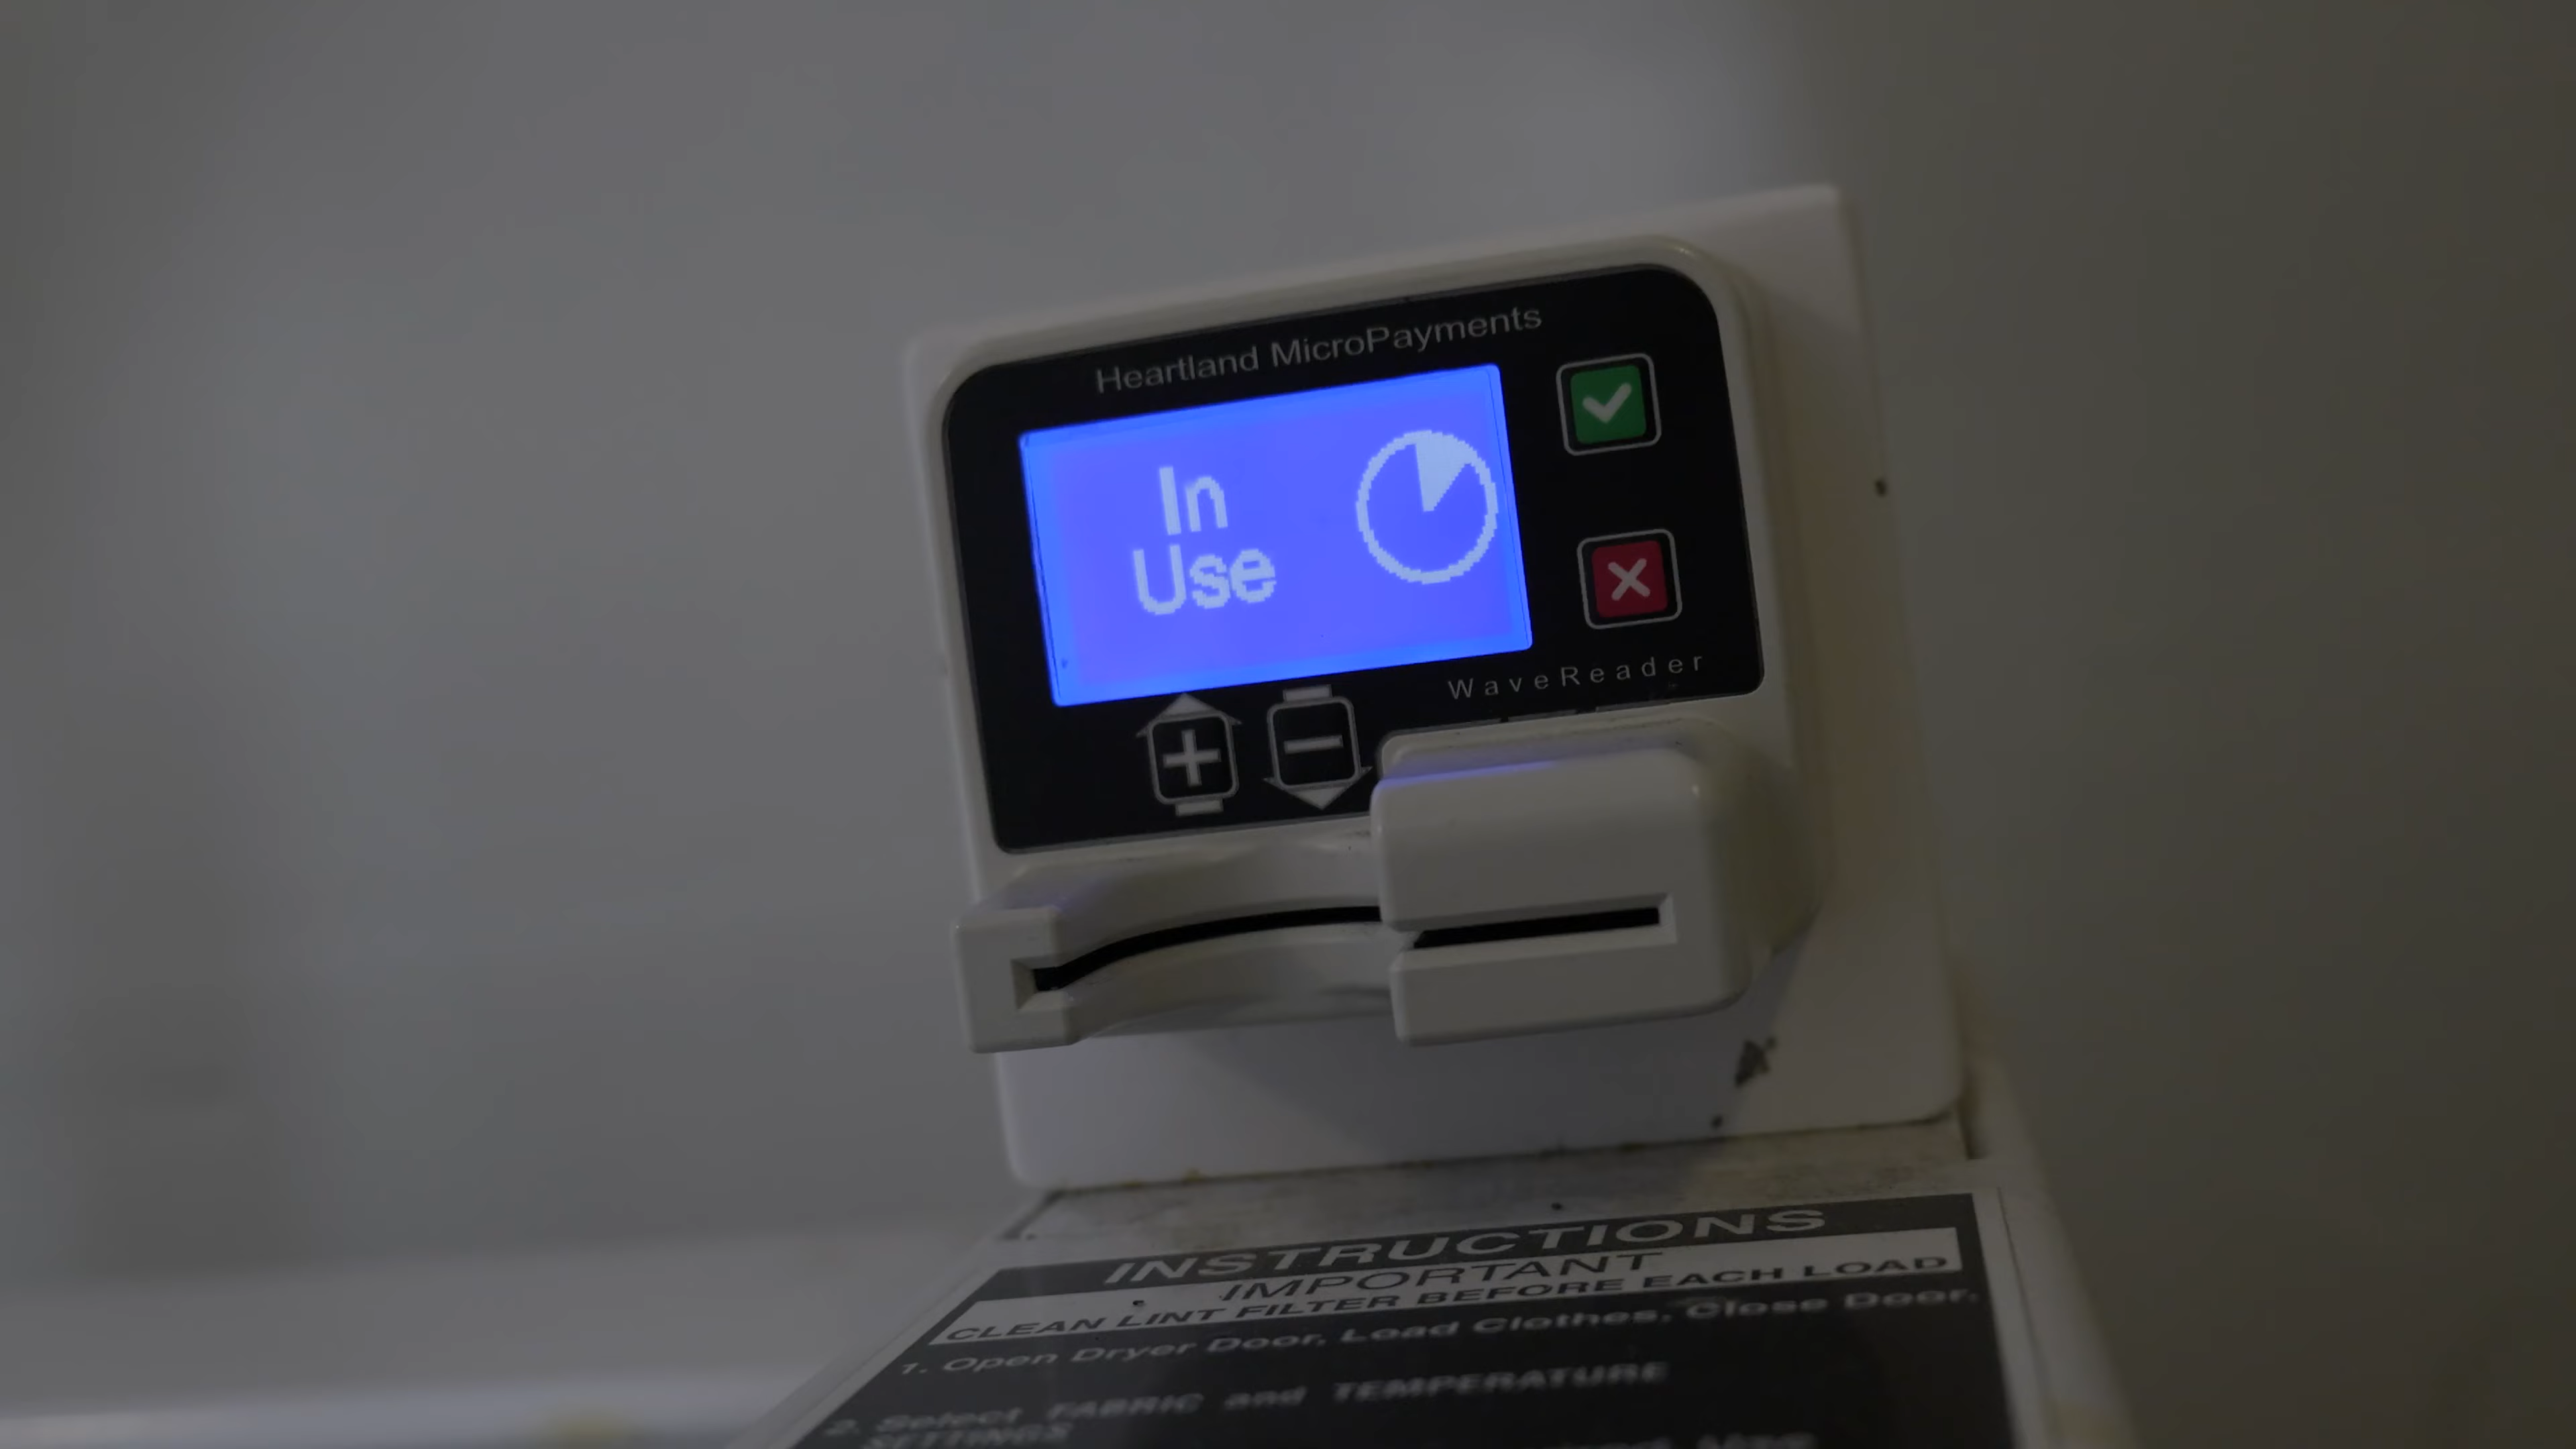 Heartland MicroPayments
In
Use
WaveReader
INSTRUCTIONS
IMPORTANT
CLEAN LINT FILTER BEFORE EACH LOAD
1. Open Dryer Door, Load Clothes, Close Door.
2. Select FABRIC and TEMPERATURE
SETTINGS